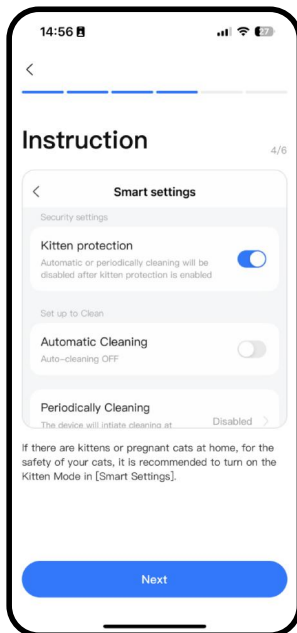 14:56
27
Instruction
4/6
Smart settings
Security settings
Kitten protection
Automatic or periodically cleaning will be
disabled after kitten protection is enabled
Set up to Clean
Automatic Cleaning
Auto-cleaning OFF
Periodically Cleaning
The device will intiate cleaning at
Disabled
If there are kittens or pregnant cats at home, for the
safety of your cats, it is recommended to turn on the
Kitten Mode in [Smart Settings].
Next